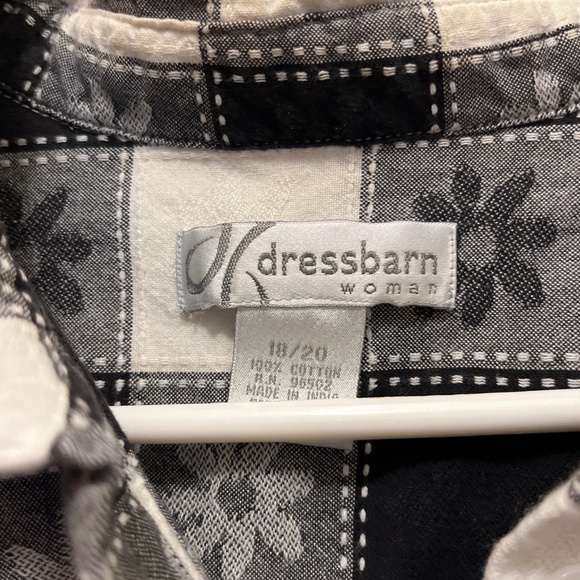 dressbarn
woman
18/20
100% COTTON
R.N. 96502
MADE IN INDIA